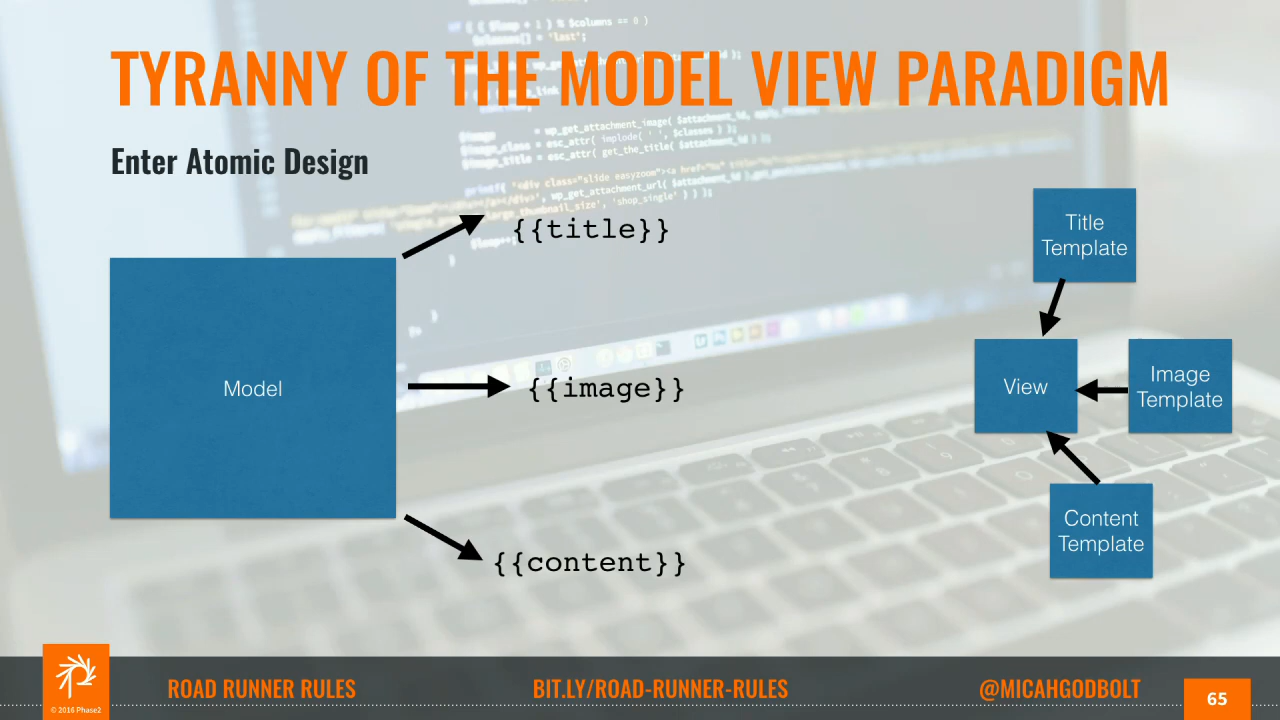 TYRANNY OF THE MODEL VIEW PARADIGM
Enter Atomic Design
Model
{{title}}
{{image}}
{{content}}
Title
Template
View
Image
Template
Content
Template
© 2016 Phase2
ROAD RUNNER RULES
BIT.LY/ROAD-RUNNER-RULES
@MICAHGODBOLT
65